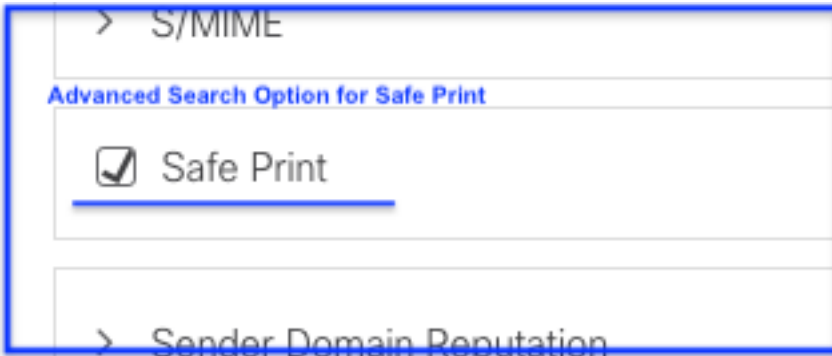 S/MIME
Advanced Search Option for Safe Print
Safe Print
Sender Domain Reputation